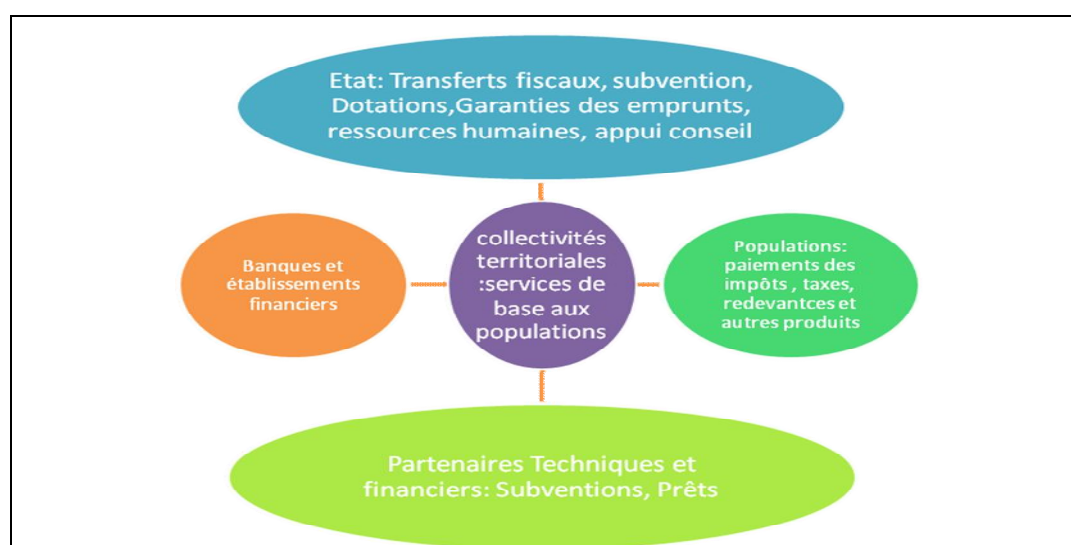 Etat: Transferts fiscaux, subvention,
Dotations,Garanties des emprunts,
ressources humaines, appui conseil
Banques et
établissements
financiers
collectivités
territoriales
:services de
base aux
populations
Populations:
paiements des
impôts , taxes,
redevantces et
autres produits
Partenaires Techniques et
financiers: Subventions, Prêts